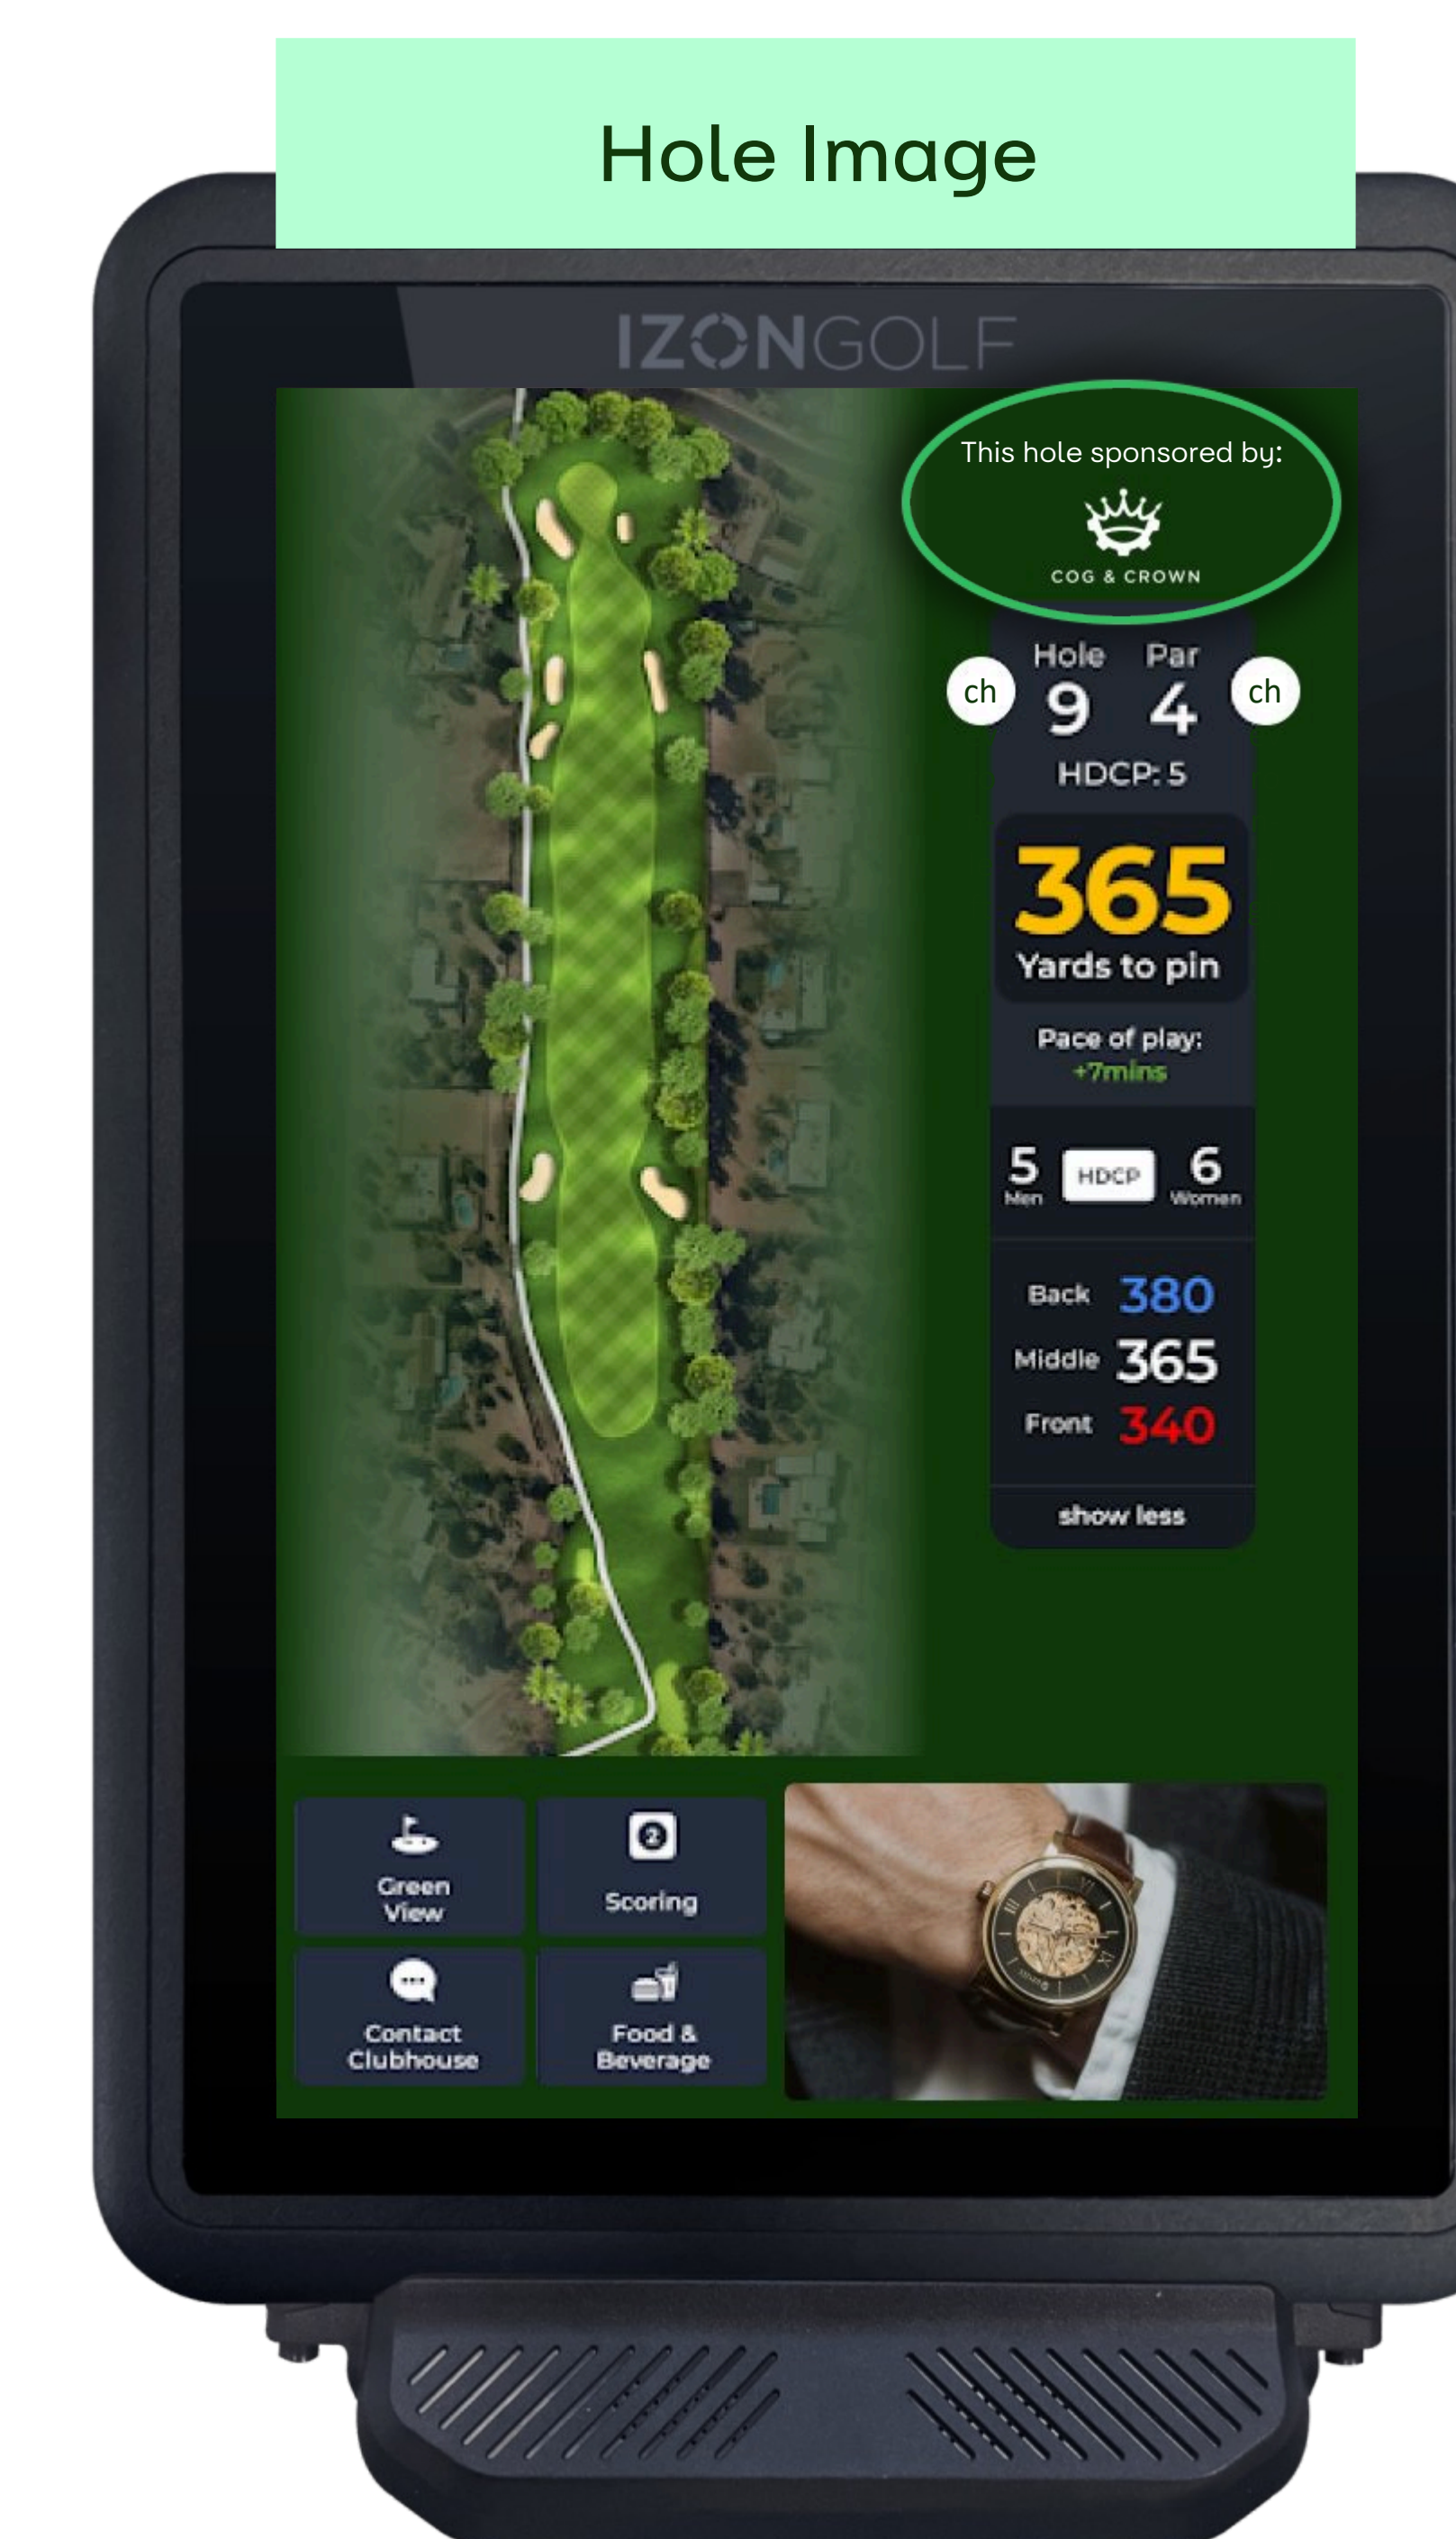 Hole Image
IZONGOLF
This hole sponsored by:
COG & CROWN
Hole Par
ch 9 4 ch
HDCP: 5
365
Yards to pin
Pace of play:
+7mins
5 HDCP 6
Men Women
Back 380
Middle 365
Front 340
show less
Green
View
2
Scoring
Contact
Clubhouse
Food &
Beverage